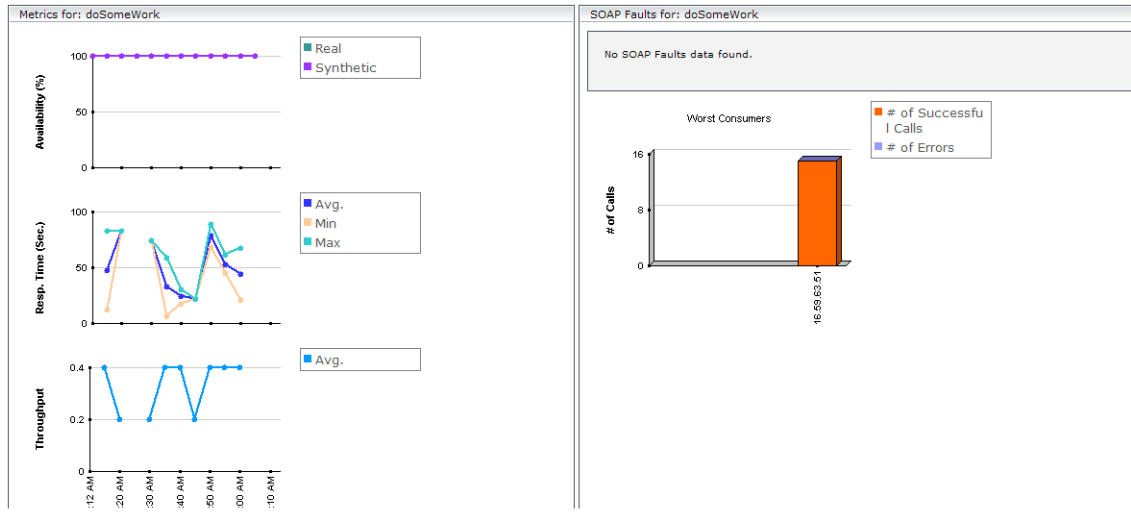 Metrics for: doSomeWork
100
50
0
Availability (%)
Real
Synthetic
100
50
0
Resp. Time (Sec.)
Avg.
Min
Max
0.4
0.2
0
Throughput
Avg.
:12 AM
:20 AM
:30 AM
:40 AM
:50 AM
:00 AM
:10 AM
SOAP Faults for: doSomeWork
No SOAP Faults data found.
Worst Consumers
16
8
0
# of Calls
16.59.63.51
# of Successfu
l Calls
# of Errors